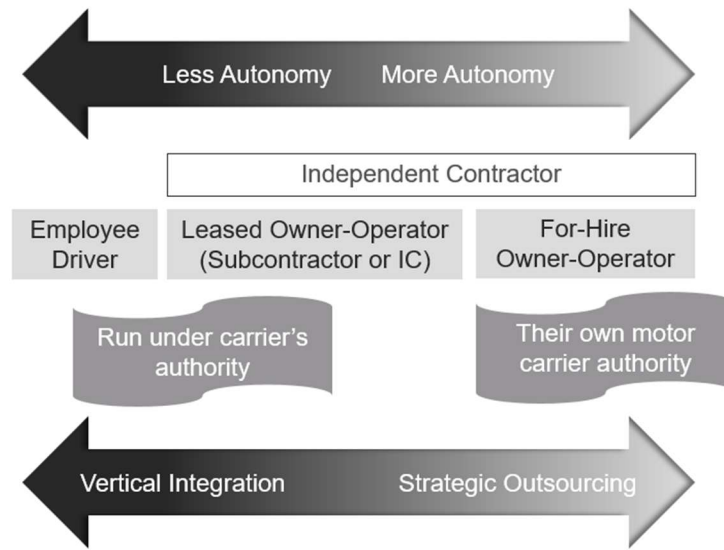 Less Autonomy More Autonomy
Independent Contractor
Employee
Driver
Leased Owner-Operator
(Subcontractor or IC)
For-Hire
Owner-Operator
Run under carrier's
authority
Their own motor
carrier authority
Vertical Integration Strategic Outsourcing